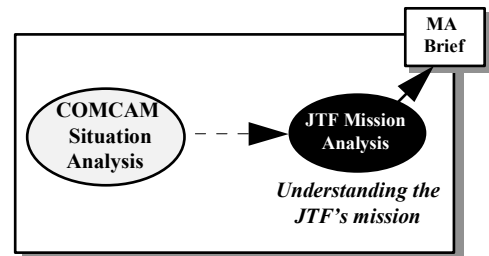 MA
Brief
COMCAM
Situation
Analysis
JTF Mission
Analysis
Understanding the
JTF's mission